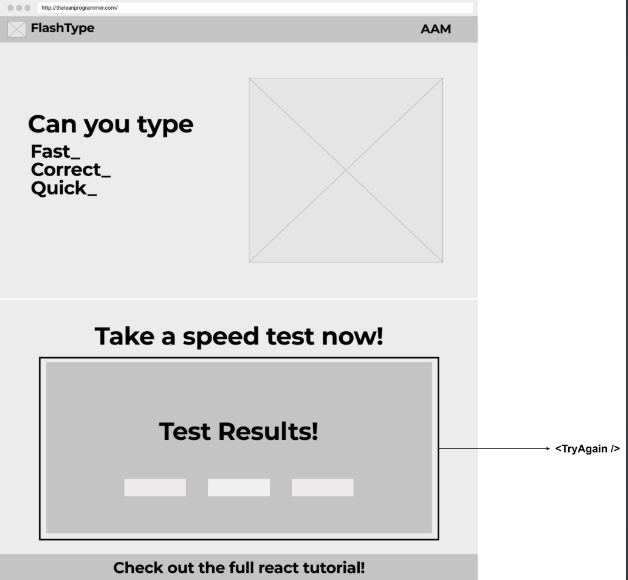 http://theleanprogrammer.com/
FlashType
AAM
Can you type
Fast_
Correct_
Quick_
Take a speed test now!
Test Results!
<TryAgain />
Check out the full react tutorial!